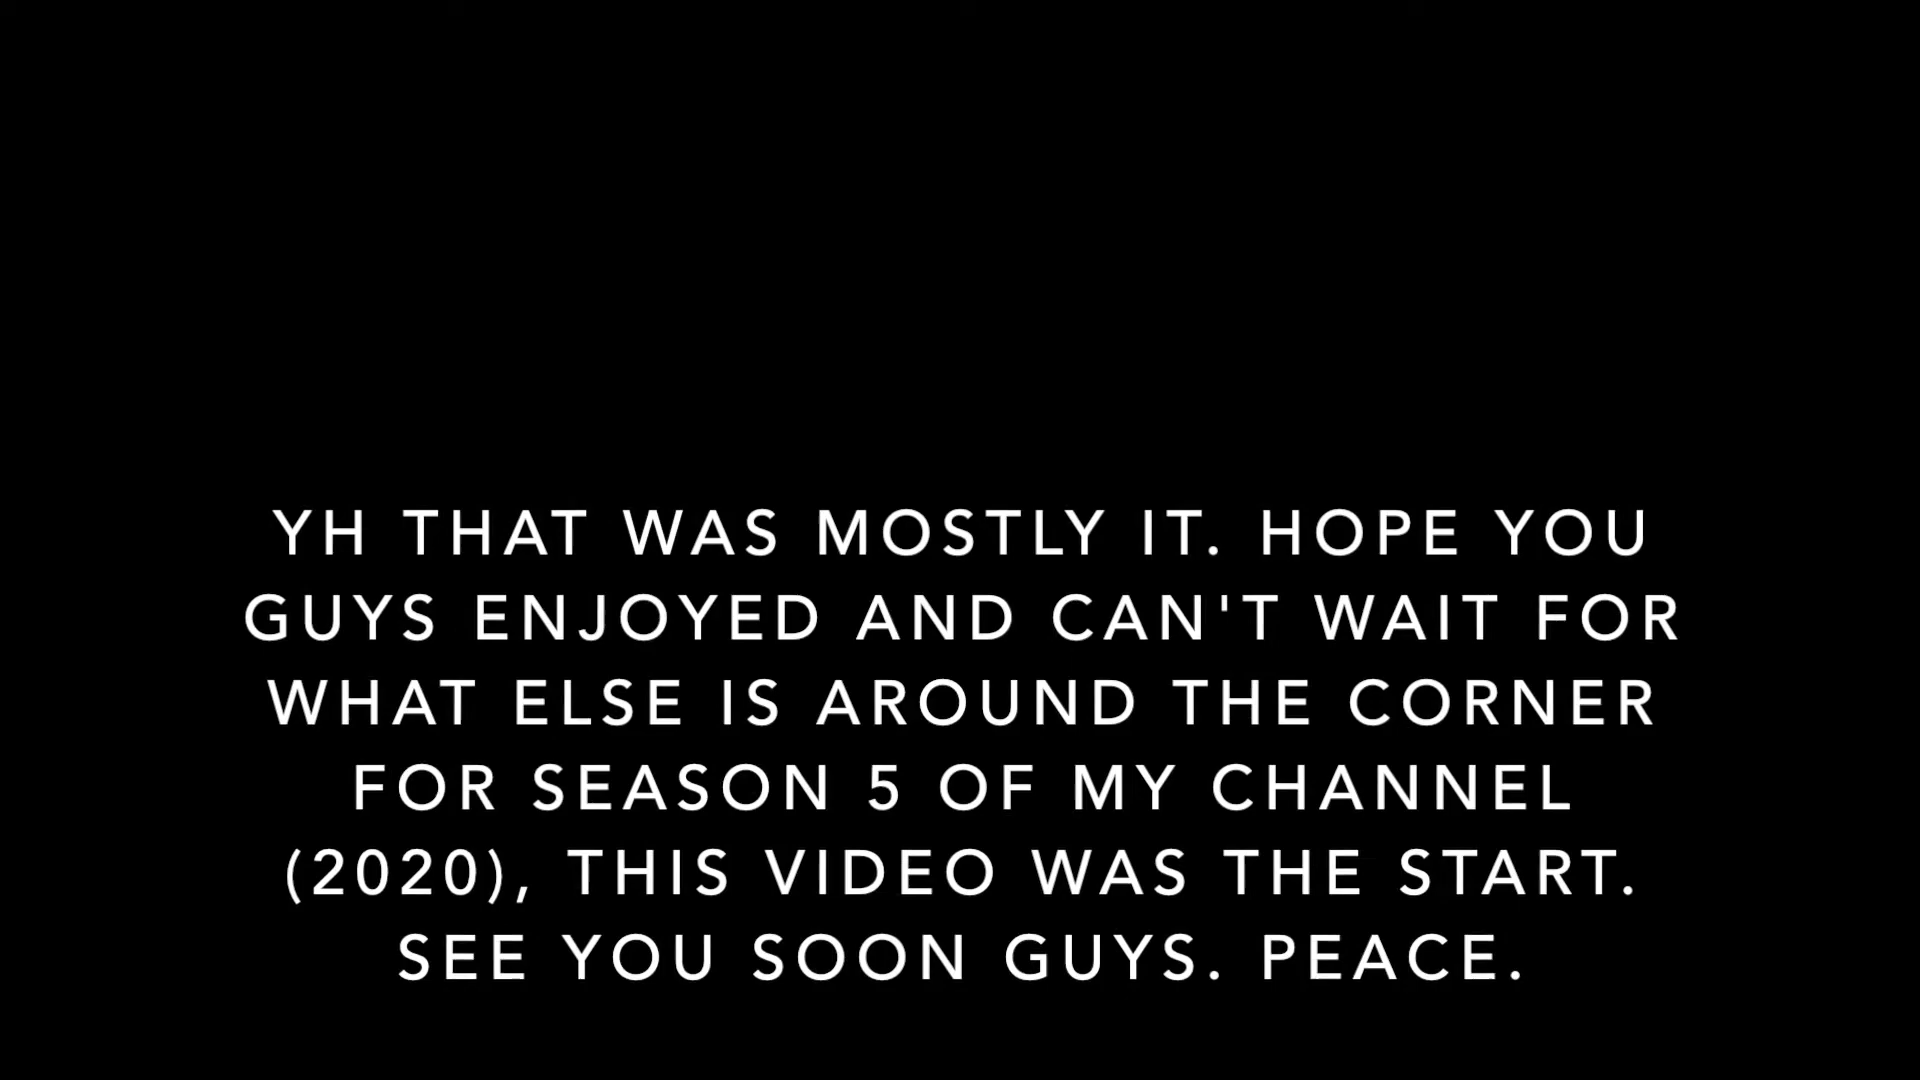 YH THAT WAS MOSTLY IT. HOPE YOU
GUYS ENJOYED AND CAN'T WAIT FOR
WHAT ELSE IS AROUND THE CORNER
FOR SEASON 5 OF MY CHANNEL
(2020), THIS VIDEO WAS THE START.
SEE YOU SOON GUYS. PEACE.